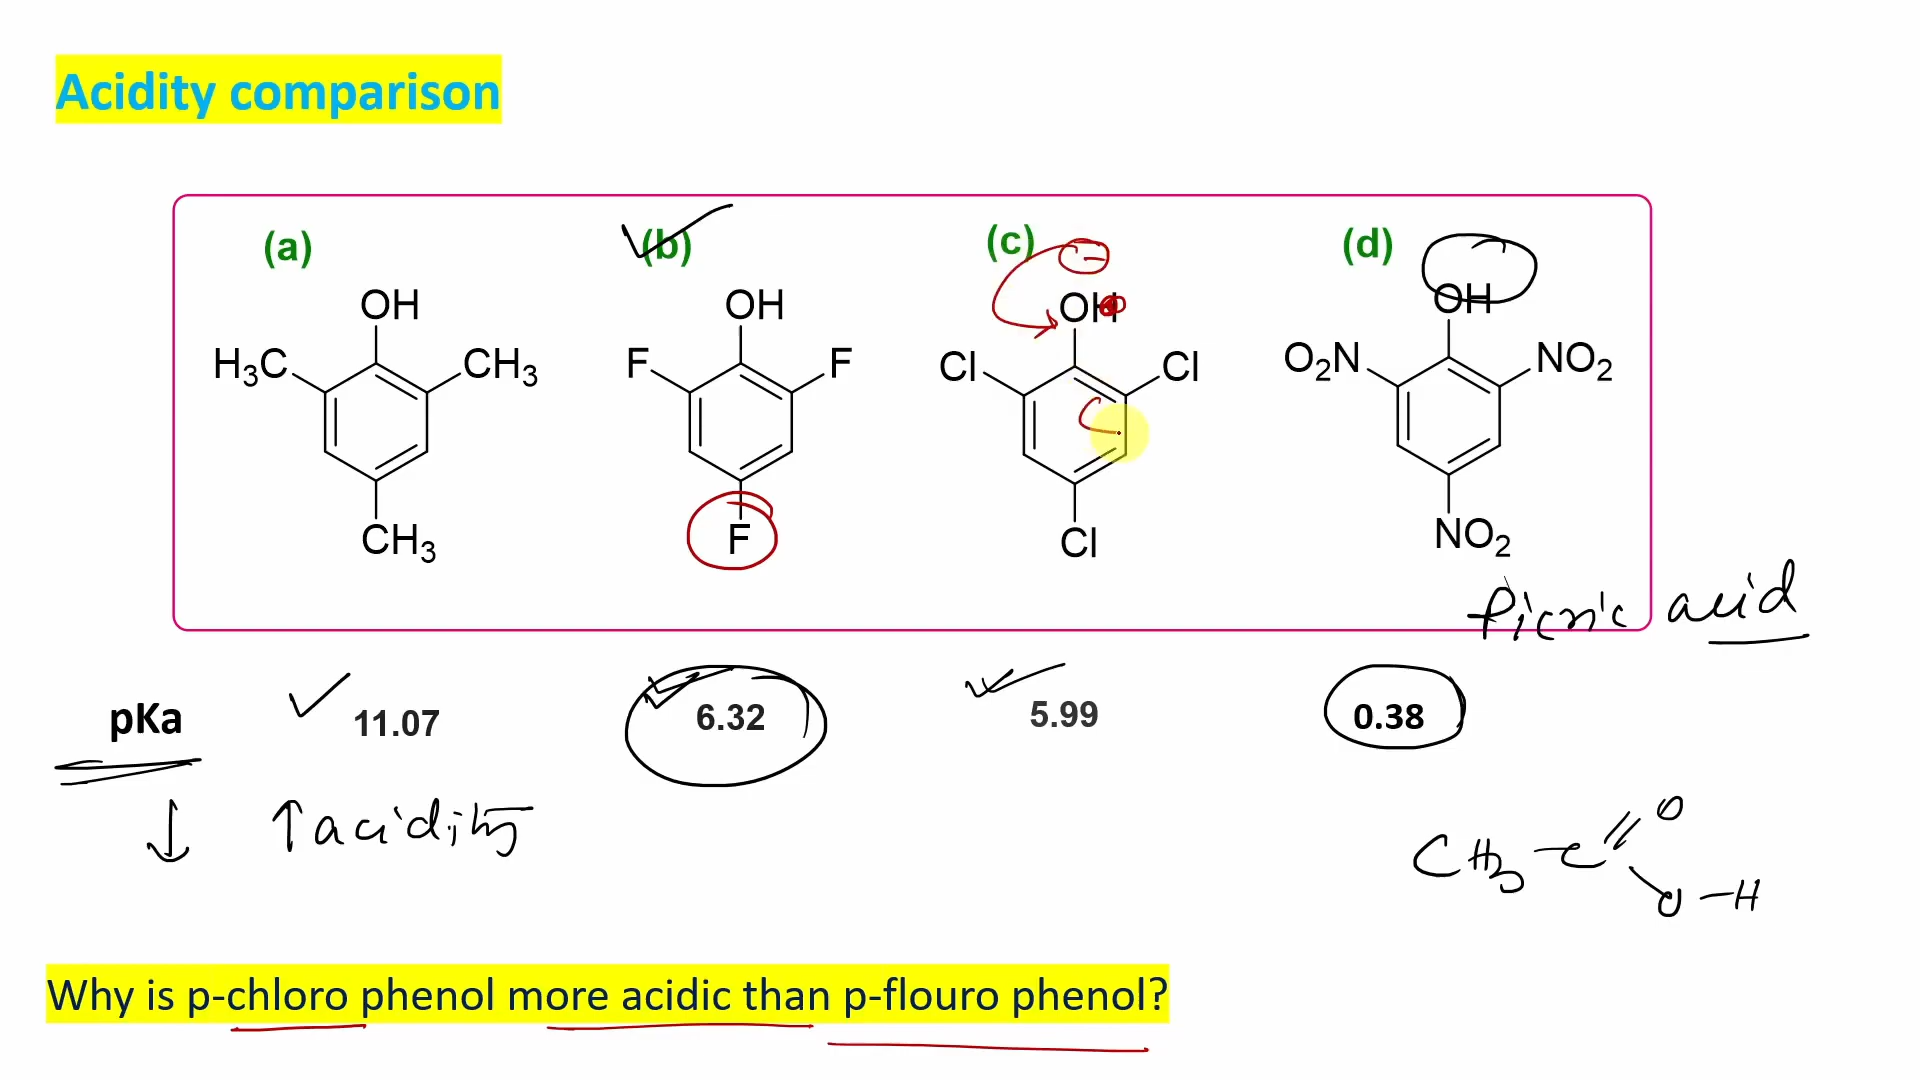 Acidity comparison
(a) (b) (c) (d)
OH OH OH OH
H₃C CH₃ F F Cl Cl O₂N NO₂
CH₃ F Cl NO₂
Picric acid
pKa 11.07 6.32 5.99 0.38
↓ ↑ acidity
CH₃-C O
O-H
Why is p-chloro phenol more acidic than p-flouro phenol?